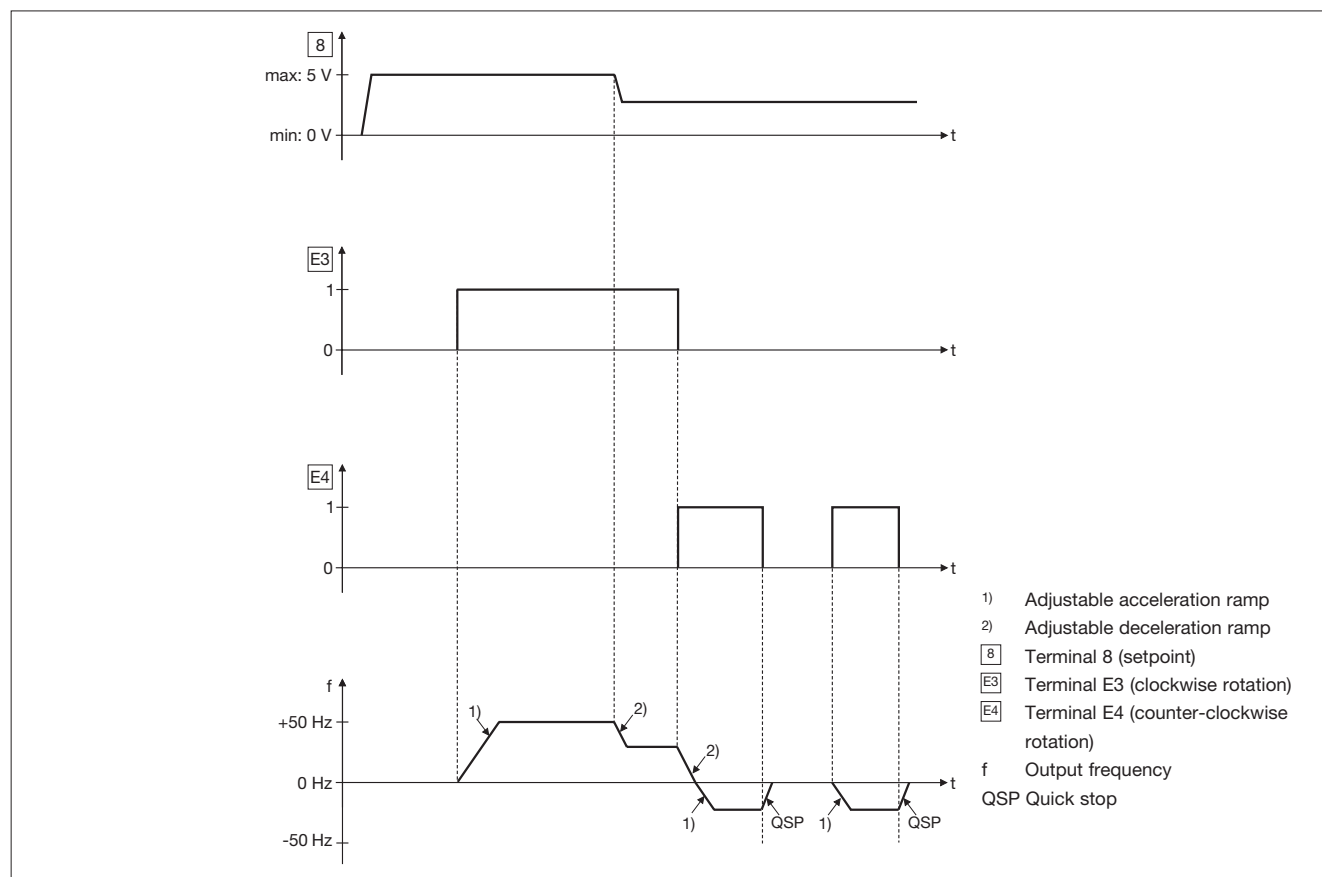 8
max: 5 V
min: 0 V
t
E3
1
0
t
E4
1
0
t
f
+50 Hz
1)
2)
2)
0 Hz
t
1)
QSP
1)
QSP
-50 Hz
1) Adjustable acceleration ramp
2) Adjustable deceleration ramp
8 Terminal 8 (setpoint)
E3 Terminal E3 (clockwise rotation)
E4 Terminal E4 (counter-clockwise
rotation)
f Output frequency
QSP Quick stop